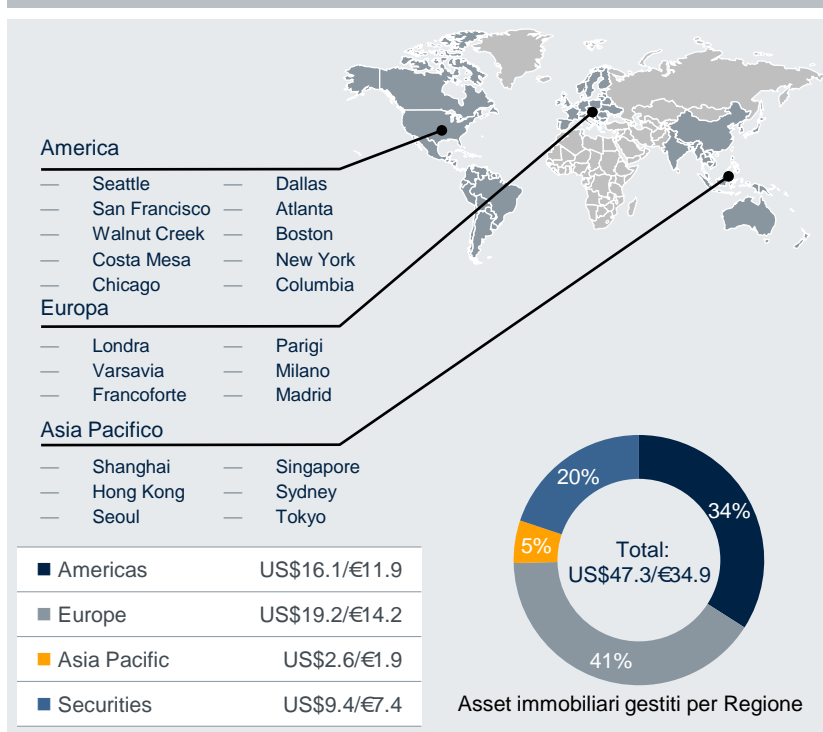 America
— Seattle — Dallas
— San Francisco — Atlanta
— Walnut Creek — Boston
— Costa Mesa — New York
— Chicago — Columbia
Europa
— Londra — Parigi
— Varsavia — Milano
— Francoforte — Madrid
Asia Pacifico
— Shanghai — Singapore
— Hong Kong — Sydney
— Seoul — Tokyo
Americas US$16.1/€11.9
Europe US$19.2/€14.2
Asia Pacific US$2.6/€1.9
Securities US$9.4/€7.4
20%
34%
5%
Total:
US$47.3/€34.9
41%
Asset immobiliari gestiti per Regione